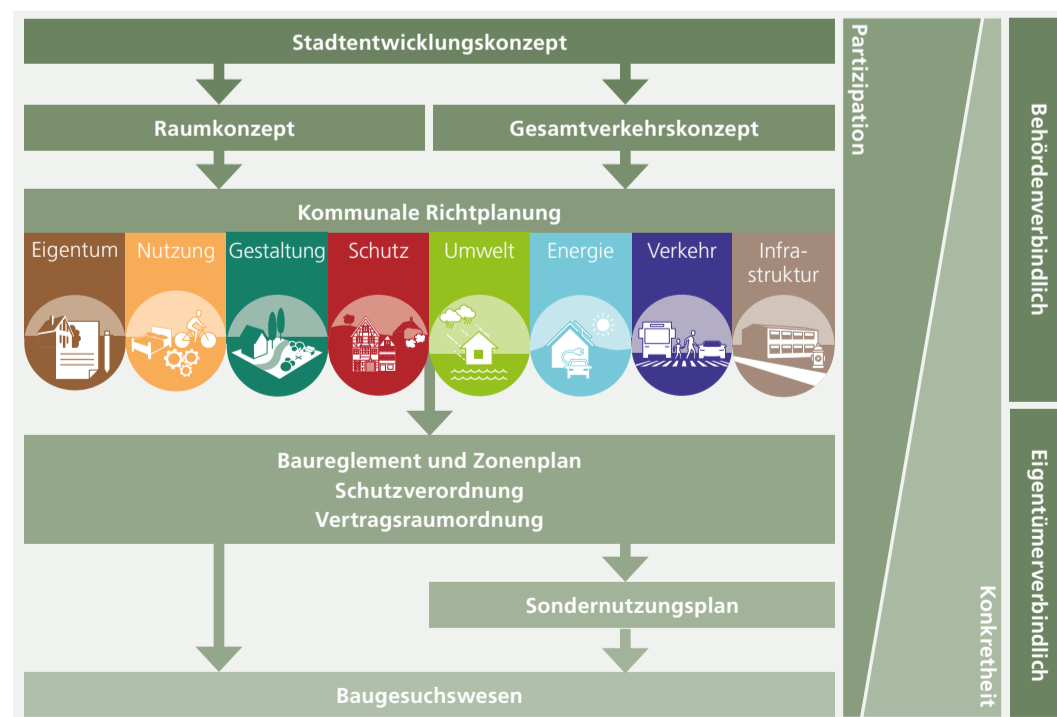 Stadtentwicklungskonzept
Raumkonzept
Gesamtverkehrskonzept
Kommunale Richtplanung
Eigentum
Nutzung
Gestaltung
Schutz
Umwelt
Energie
Verkehr
Infra-
struktur
Baureglement und Zonenplan
Schutzverordnung
Vertragsraumordnung
Sondernutzungsplan
Baugesuchswesen
Partizipation
Konkretheit
Behördenverbindlich
Eigentümerverbindlich